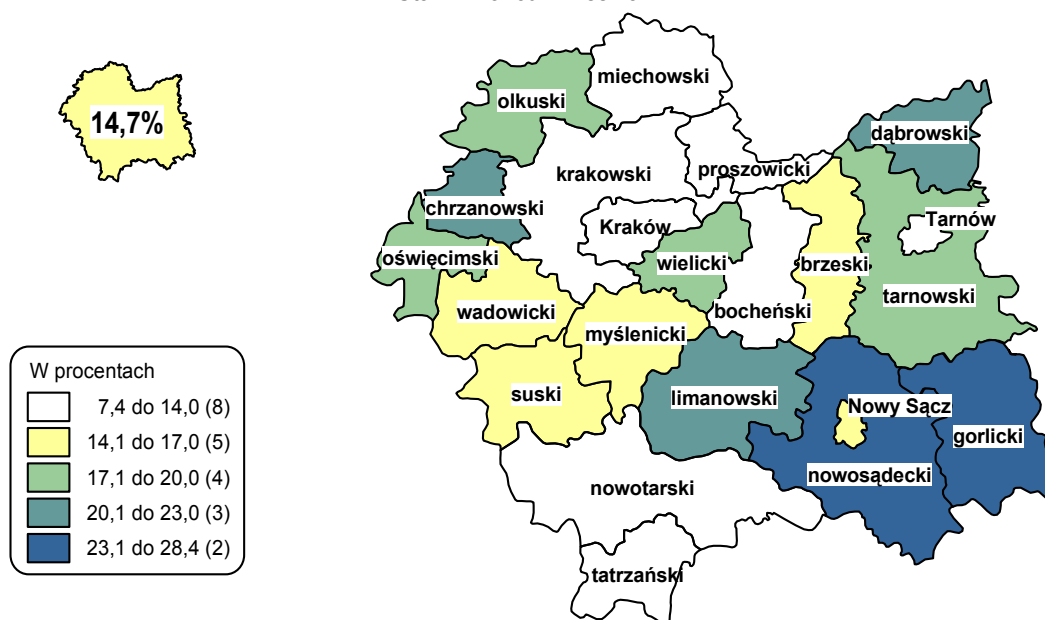 14,7%
miechowski
olkuski
dąbrowski
proszowicki
krakowski
chrzanowski
Kraków
Tarnów
oświęcimski
wielicki
brzeski
tarnowski
wadowicki
bocheński
myślenicki
suski
limanowski
Nowy Sącz
gorlicki
nowosądecki
nowotarski
tatrzański
W procentach
7,4 do 14,0 (8)
14,1 do 17,0 (5)
17,1 do 20,0 (4)
20,1 do 23,0 (3)
23,1 do 28,4 (2)